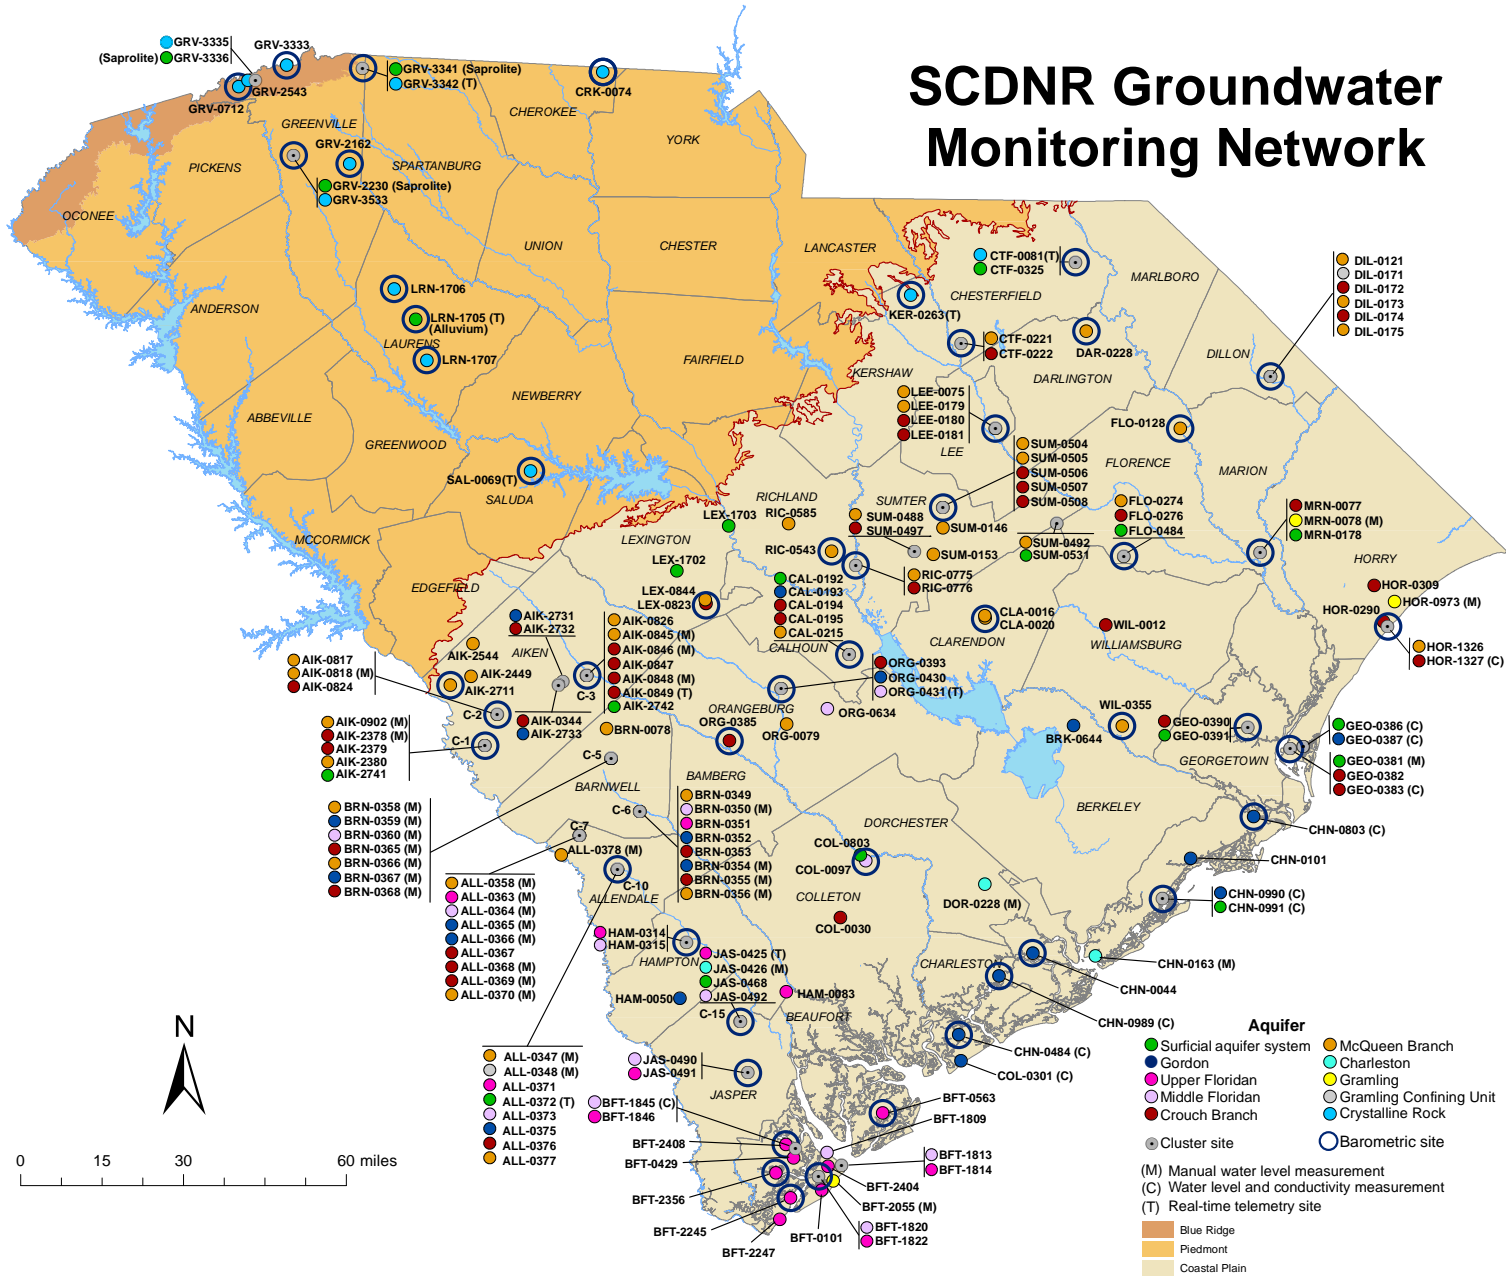 SCDNR Groundwater
Monitoring Network
GRV-3335
(Saprolite) GRV-3336
GRV-3333
GRV-2543
GRV-0712
GRV-3341 (Saprolite)
GRV-3342 (T)
CRK-0074
CHEROKEE
YORK
GREENVILLE
GRV-2162
SPARTANBURG
PICKENS
GRV-2230 (Saprolite)
GRV-3533
OCONEE
UNION
CHESTER
LANCASTER
CTF-0081(T)
CTF-0325
MARLBORO
CHESTERFIELD
KER-0263(T)
DIL-0121
DIL-0171
DIL-0172
DIL-0173
DIL-0174
DIL-0175
LRN-1706
ANDERSON
LRN-1705 (T)
(Alluvium)
LAURENS
LRN-1707
FAIRFIELD
CTF-0221
CTF-0222
DAR-0228
DILLON
KERSHAW
DARLINGTON
LEE-0075
LEE-0179
LEE-0180
LEE-0181
LEE
NEWBERRY
ABBEVILLE
GREENWOOD
FLO-0128
SUM-0504
SUM-0505
SUM-0506
SUM-0507
SUM-0508
FLORENCE
MARION
SAL-0069(T)
SALUDA
RICHLAND
RIC-0585
LEX-1703
SUMTER
SUM-0488
SUM-0497
SUM-0146
FLO-0274
FLO-0276
FLO-0484
MRN-0077
MRN-0078 (M)
MRN-0178
MCCORMICK
LEXINGTON
RIC-0543
SUM-0153
SUM-0492
SUM-0531
HORRY
LEX-1702
EDGEFIELD
LEX-0844
LEX-0823
CAL-0192
CAL-0193
CAL-0194
CAL-0195
CAL-0215
RIC-0775
RIC-0776
HOR-0309
HOR-0973 (M)
HOR-0290
CLA-0016
CLA-0020
CLARENDON
WIL-0012
WILLIAMSBURG
HOR-1326
HOR-1327 (C)
AIK-2731
AIK-2732
AIK-2544
AIKEN
AIK-0826
AIK-0845 (M)
AIK-0846 (M)
AIK-0847
AIK-0848 (M)
AIK-0849 (T)
AIK-2742
CALHOUN
AIK-0817
AIK-0818 (M)
AIK-0824
AIK-2449
AIK-2711
C-3
C-2
C-1
ORG-0393
ORG-0430
ORG-0431(T)
ORANGEBURG
ORG-0634
ORG-0385
ORG-0079
AIK-0902 (M)
AIK-2378 (M)
AIK-2379
AIK-2380
AIK-2741
AIK-0344
AIK-2733
BRN-0078
WIL-0355
BRK-0644
GEO-0390
GEO-0391
GEORGETOWN
GEO-0386 (C)
GEO-0387 (C)
GEO-0381 (M)
GEO-0382
GEO-0383 (C)
C-5
BARNWELL
BAMBERG
BERKELEY
BRN-0358 (M)
BRN-0359 (M)
BRN-0360 (M)
BRN-0365 (M)
BRN-0366 (M)
BRN-0367 (M)
BRN-0368 (M)
C-6
C-7
BRN-0349
BRN-0350 (M)
BRN-0351
BRN-0352
BRN-0353
BRN-0354 (M)
BRN-0355 (M)
BRN-0356 (M)
DORCHESTER
COL-0803
COL-0097
CHN-0803 (C)
CHN-0101
ALL-0378 (M)
C-10
ALLENDALE
ALL-0358 (M)
ALL-0363 (M)
ALL-0364 (M)
ALL-0365 (M)
ALL-0366 (M)
ALL-0367
ALL-0368 (M)
ALL-0369 (M)
ALL-0370 (M)
COLLETON
COL-0030
DOR-0228 (M)
CHN-0990 (C)
CHN-0991 (C)
HAM-0314
HAM-0315
HAMPTON
JAS-0425 (T)
JAS-0426 (M)
JAS-0468
JAS-0492
C-15
HAM-0050
HAM-0083
BEAUFORT
CHARLESTON
CHN-0163 (M)
CHN-0044
CHN-0989 (C)
CHN-0484 (C)
COL-0301 (C)
ALL-0347 (M)
ALL-0348 (M)
ALL-0371
ALL-0372 (T)
ALL-0373
ALL-0375
ALL-0376
ALL-0377
JAS-0490
JAS-0491
JASPER
BFT-1845 (C)
BFT-1846
BFT-2408
BFT-0429
BFT-2356
BFT-2245
BFT-2247
BFT-0563
BFT-1809
BFT-1813
BFT-1814
BFT-2404
BFT-2055 (M)
BFT-0101
BFT-1820
BFT-1822
N
0 15 30 60 miles
Aquifer
Surficial aquifer system
Gordon
Upper Floridan
Middle Floridan
Crouch Branch
McQueen Branch
Charleston
Gramling
Gramling Confining Unit
Crystalline Rock
Cluster site
Barometric site
(M) Manual water level measurement
(C) Water level and conductivity measurement
(T) Real-time telemetry site
Blue Ridge
Piedmont
Coastal Plain